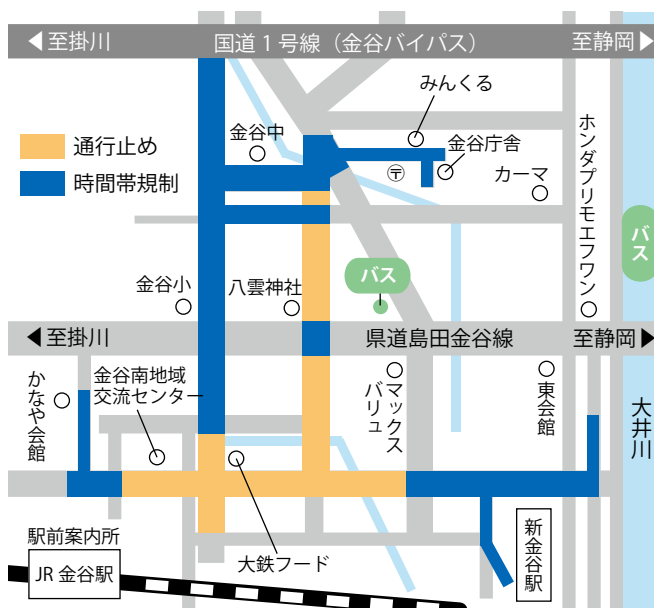 ◀至掛川
国道1号線（金谷バイパス）
至静岡▶
みんくる
金谷中
金谷庁舎
通行止め
時間帯規制
〒
カーマ
ホンダプリモエフワン
バス
バス
金谷小
八雲神社
◀至掛川
県道島田金谷線
至静岡▶
かなや会館
金谷南地域
交流センター
マックス
バリュ
東会館
大井川
駅前案内所
JR 金谷駅
大鉄フード
新金谷駅